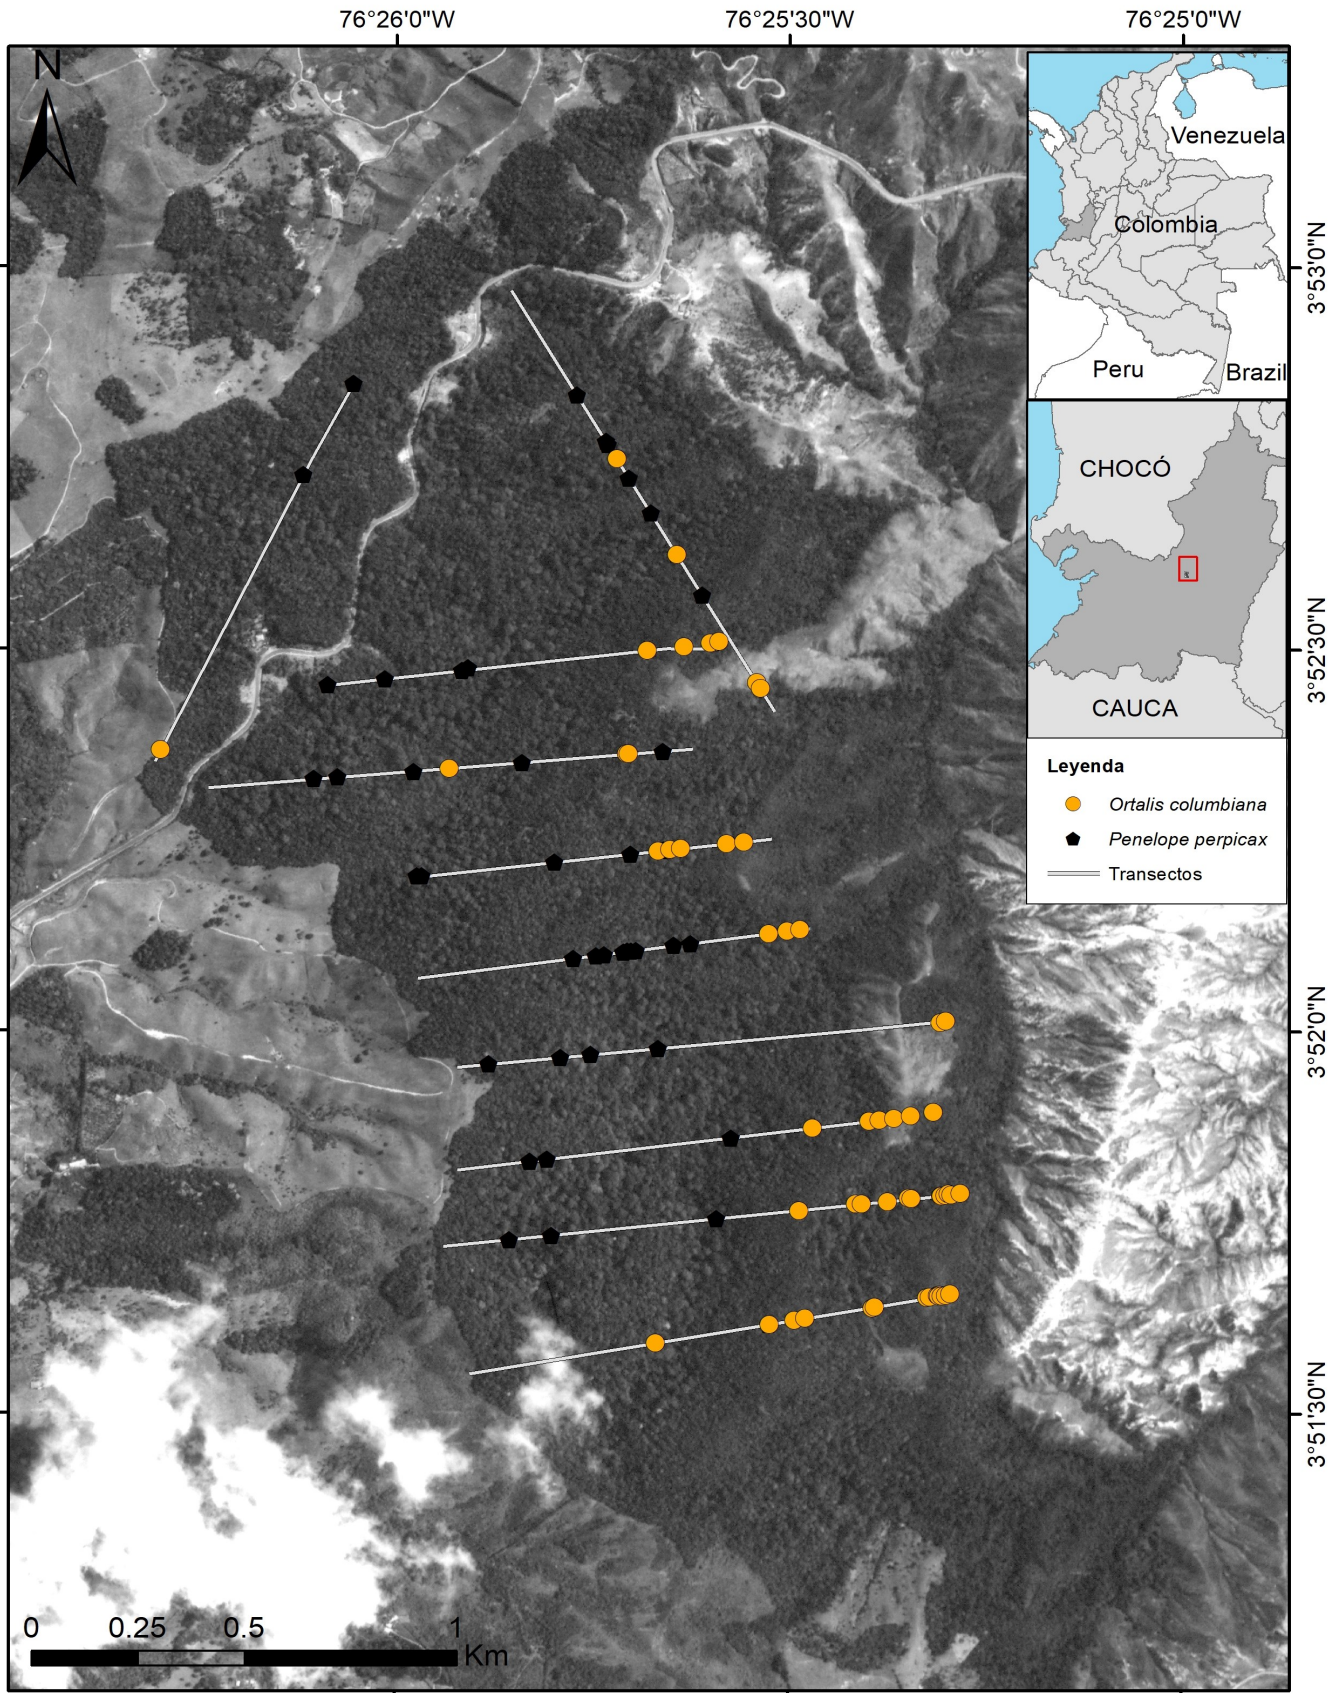 76°26'0"W
76°25'30"W
76°25'0"W
N
Venezuela
Colombia
Peru
Brazil
3°53'0"N
CHOCÓ
CAUCA
3°52'30"N
Leyenda
Ortalis columbiana
Penelope perpicax
Transectos
3°52'0"N
3°51'30"N
0 0.25 0.5 1
Km